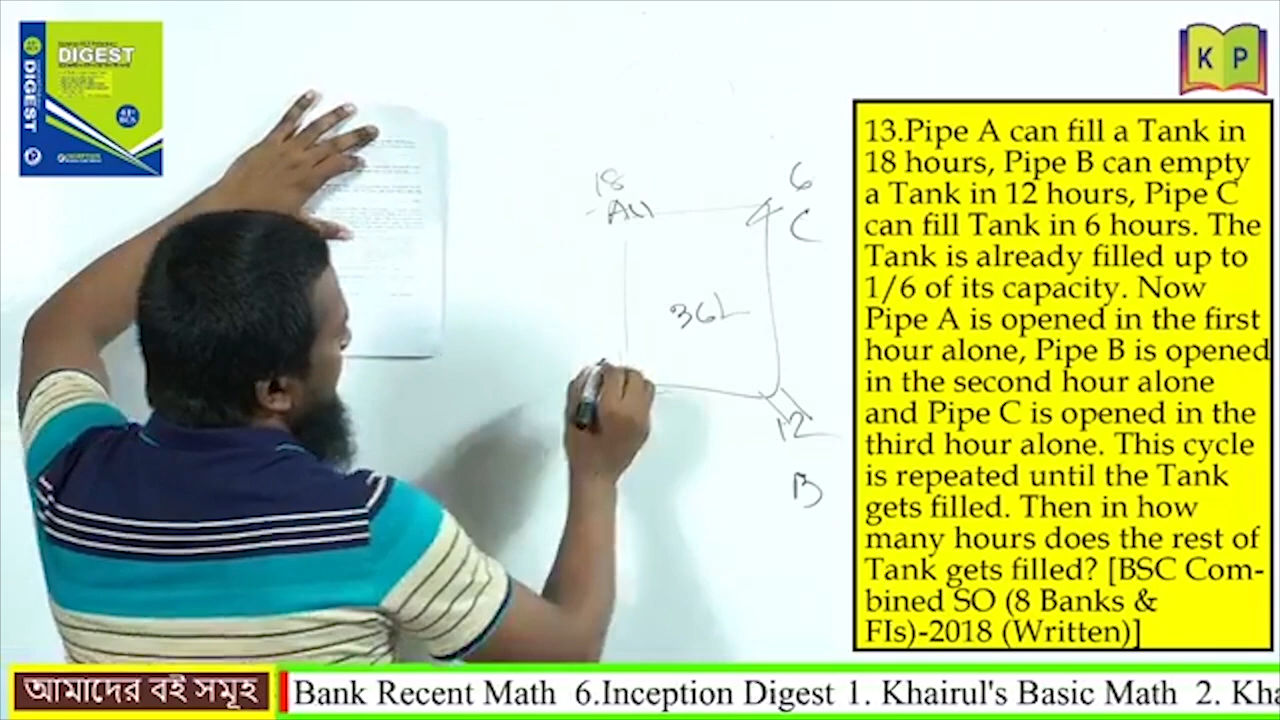 DIGEST
DIGEST
41st
BCS
INCEPTION
K P
18
6
A
C
36L
12
B
13.Pipe A can fill a Tank in
18 hours, Pipe B can empty
a Tank in 12 hours, Pipe C
can fill Tank in 6 hours. The
Tank is already filled up to
1/6 of its capacity. Now
Pipe A is opened in the first
hour alone, Pipe B is opened
in the second hour alone
and Pipe C is opened in the
third hour alone. This cycle
is repeated until the Tank
gets filled. Then in how
many hours does the rest of
Tank gets filled? [BSC Com-
bined SO (8 Banks &
FIs)-2018 (Written)]
আমাদের বই সমূহ
Bank Recent Math 6.Inception Digest 1. Khairul's Basic Math 2. Kha